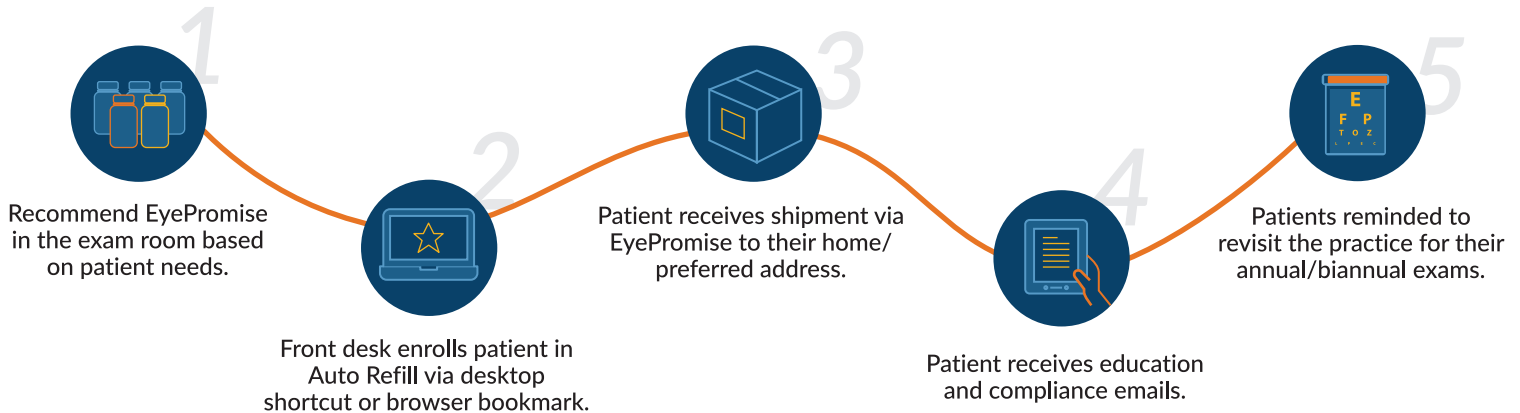 1
Recommend EyePromise
in the exam room based
on patient needs.
2
Front desk enrolls patient in
Auto Refill via desktop
shortcut or browser bookmark.
3
Patient receives shipment via
EyePromise to their home/
preferred address.
4
Patient receives education
and compliance emails.
5
E
F P
T O Z
L P E C
Patients reminded to
revisit the practice for their
annual/biannual exams.